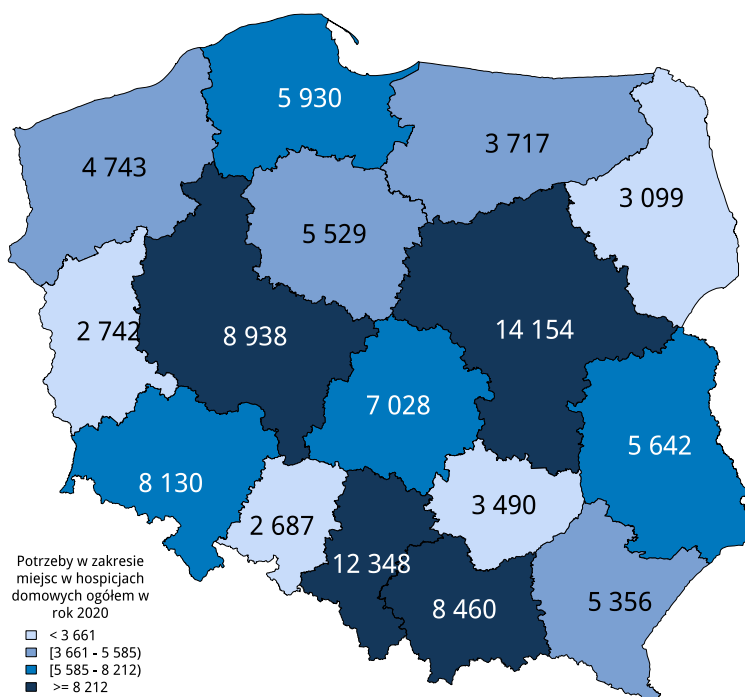 5 930
3 717
4 743
3 099
5 529
2 742
8 938
14 154
7 028
5 642
8 130
3 490
2 687
12 348
8 460
5 356
Potrzeby w zakresie
miejsc w hospicjach
domowych ogółem w
rok 2020
< 3 661
[3 661 - 5 585)
[5 585 - 8 212)
>= 8 212